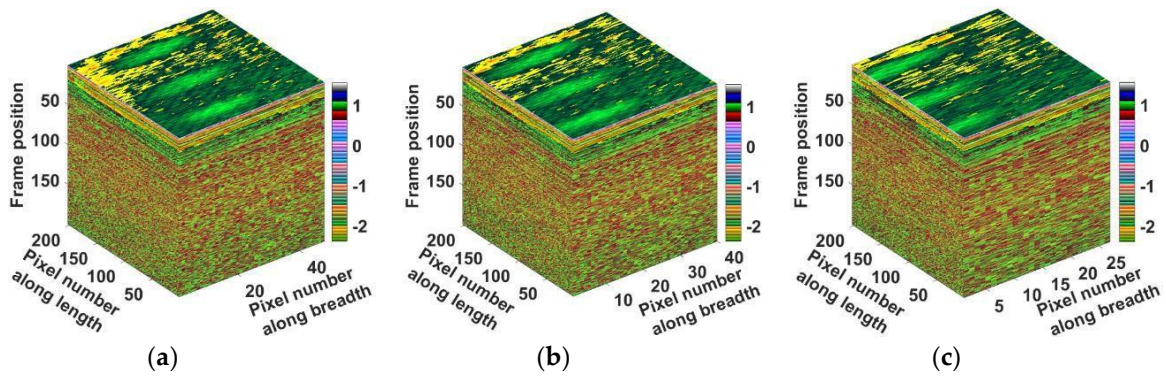 50
100
150
Frame position
200
150
100
50
Pixel number
along length
20
40
Pixel number
along breadth
1
0
-1
-2
(a)
50
100
150
Frame position
200
150
100
50
Pixel number
along length
10
20
30
40
Pixel number
along breadth
1
0
-1
-2
(b)
50
100
150
Frame position
200
150
100
50
Pixel number
along length
5
10
15
20
25
Pixel number
along breadth
1
0
-1
-2
(c)